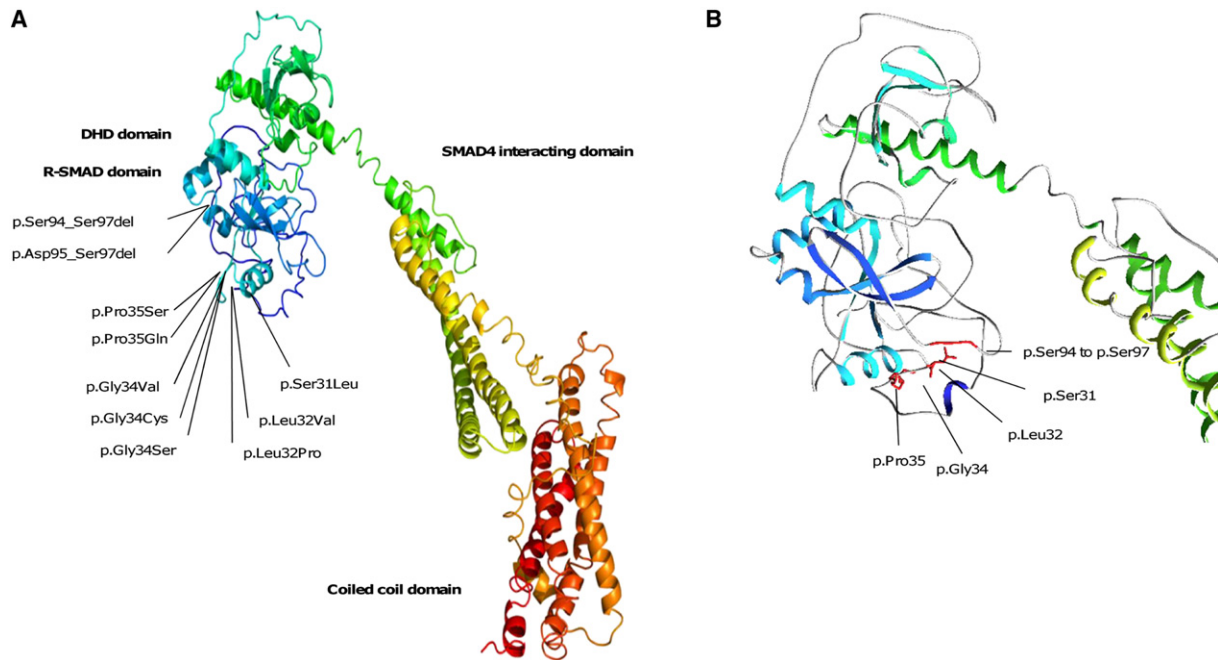 A
DHD domain
R-SMAD domain
p.Ser94_Ser97del
p.Asp95_Ser97del
p.Pro35Ser
p.Pro35Gln
p.Gly34Val
p.Gly34Cys
p.Gly34Ser
p.Ser31Leu
p.Leu32Val
p.Leu32Pro
SMAD4 interacting domain
Coiled coil domain
B
p.Ser94 to p.Ser97
p.Ser31
p.Leu32
p.Gly34
p.Pro35